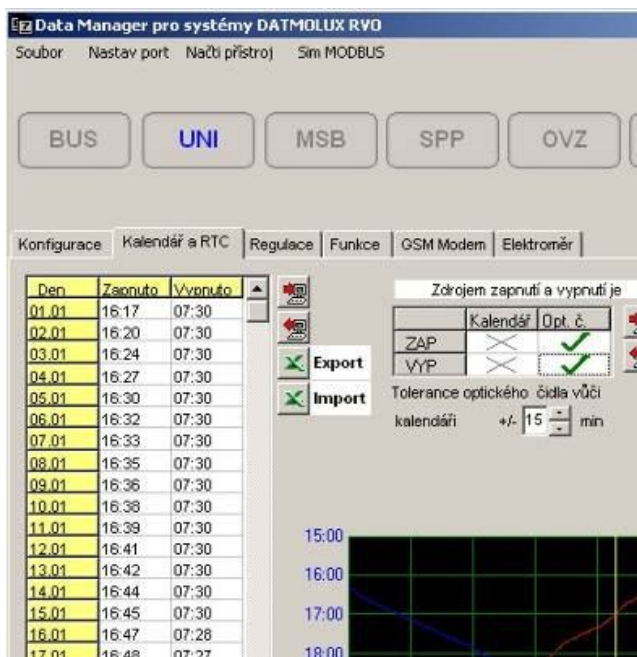 Data Manager pro systémy DATMOLUX RVO
Soubor Nastav port Načti přístroj Sim MODBUS
BUS UNI MSB SPP OVZ
Konfigurace Kalendář a RTC Regulace Funkce GSM Modem Elektroměr
Den Zapnuto Vypnuto
01.01 16:17 07:30
02.01 16:20 07:30
03.01 16:24 07:30
04.01 16:27 07:30
05.01 16:30 07:30
06.01 16:32 07:30
07.01 16:33 07:30
08.01 16:35 07:30
09.01 16:36 07:30
10.01 16:38 07:30
11.01 16:39 07:30
12.01 16:41 07:30
13.01 16:42 07:30
14.01 16:44 07:30
15.01 16:45 07:30
16.01 16:47 07:28
17.01 16:48 07:27
Export
Import
Zdrojem zapnutí a vypnutí je
Kalendář Opt. č.
ZAP
VYP
Tolerance optického čidla vůči
kalendáři +/- 15 min
15:00
16:00
17:00
18:00